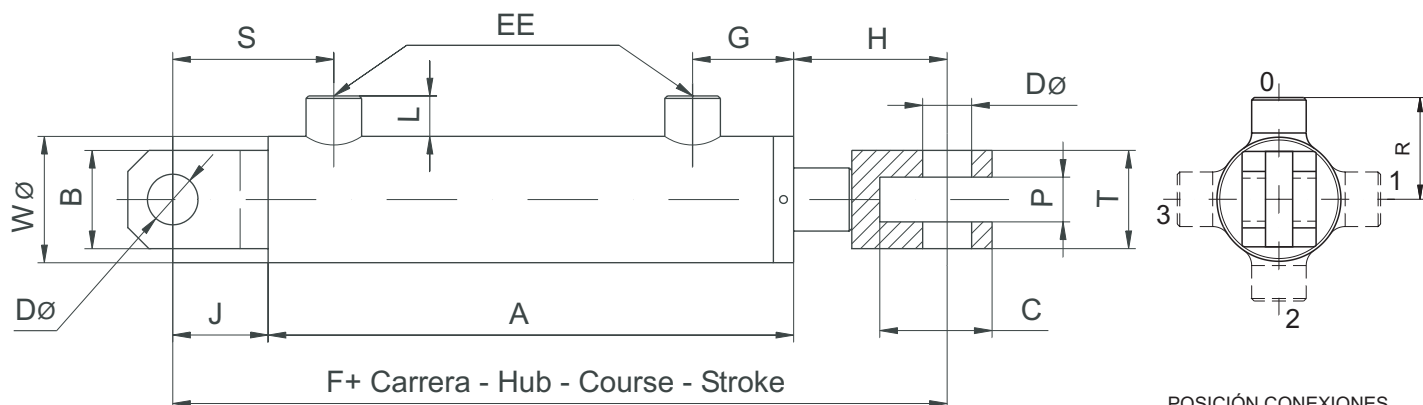 S
EE
G
H
DØ
L
WØ
B
P
T
DØ
J
A
C
F+ Carrera - Hub - Course - Stroke
0
R
1
3
2
POSICIÓN CONEXIONES